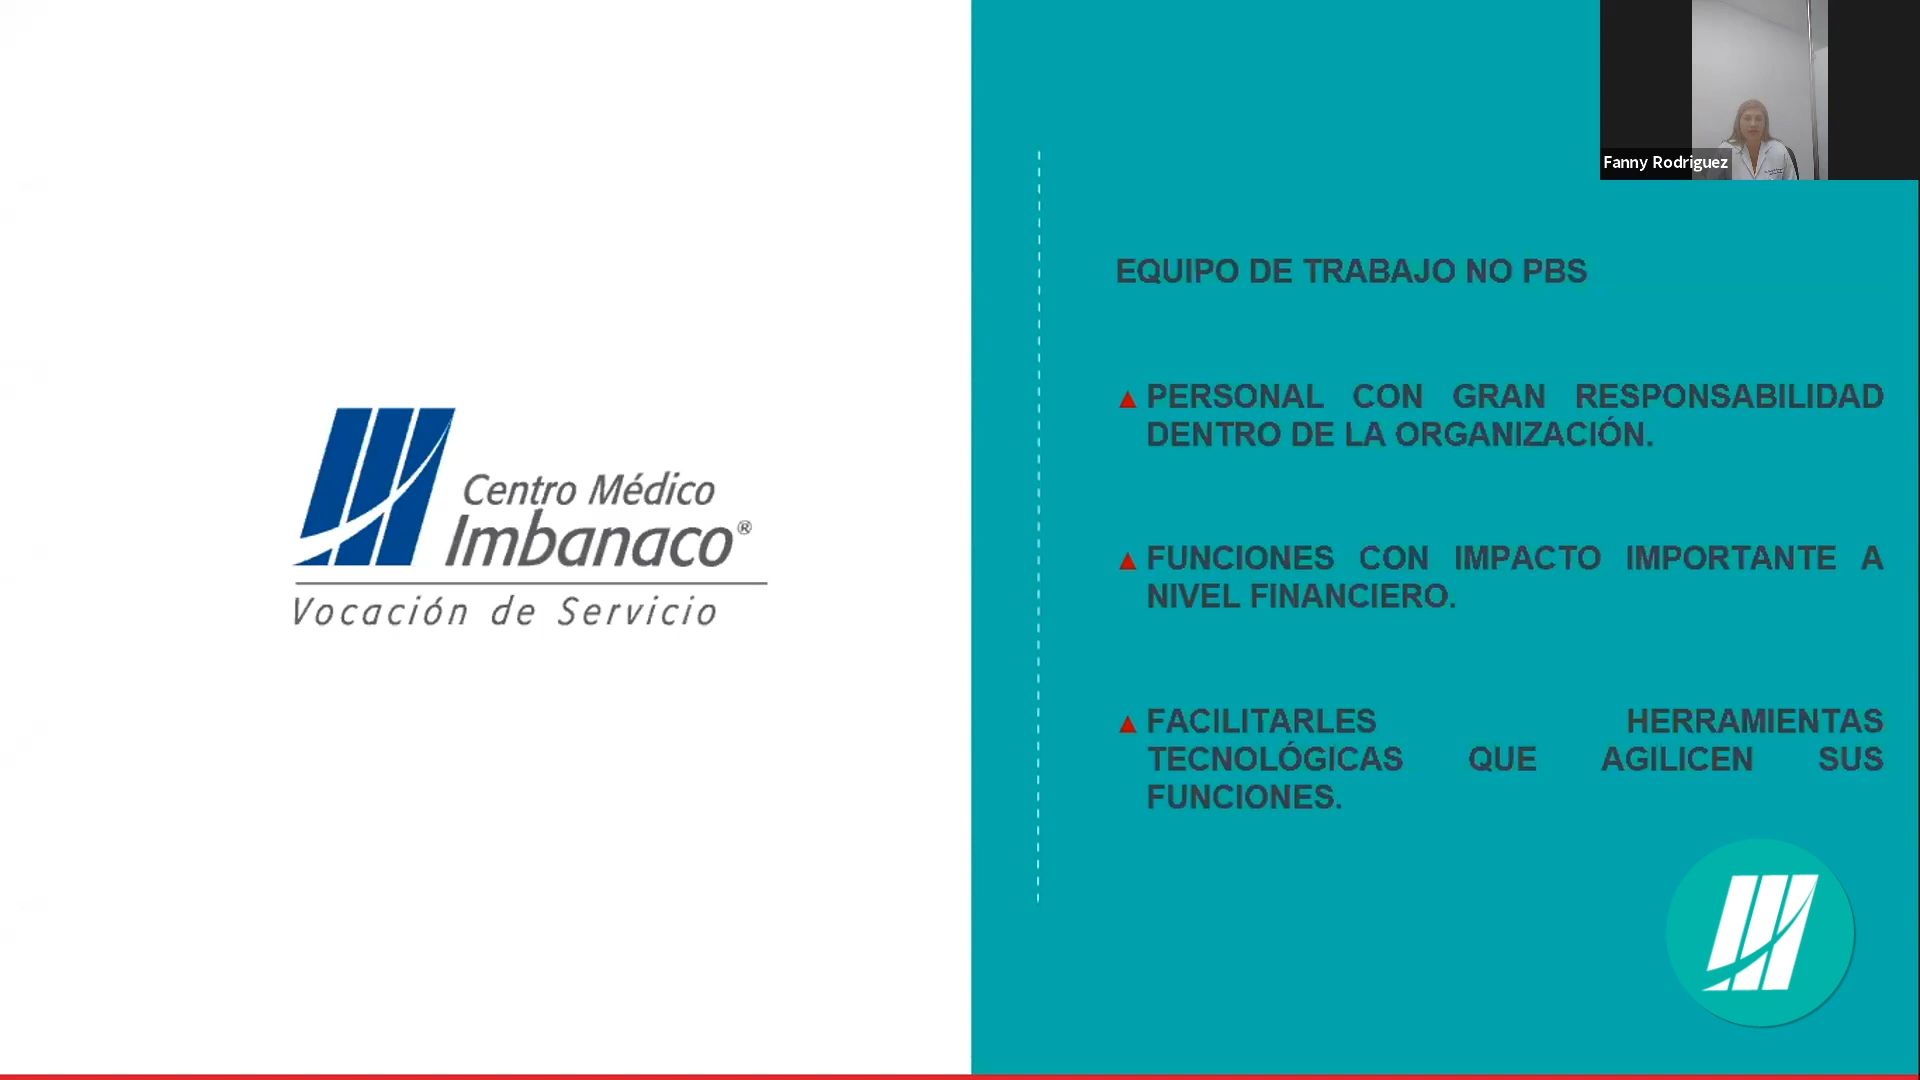 Fanny Rodriguez
EQUIPO DE TRABAJO NO PBS
▲ PERSONAL CON GRAN RESPONSABILIDAD
DENTRO DE LA ORGANIZACIÓN.
▲ FUNCIONES CON IMPACTO IMPORTANTE A
NIVEL FINANCIERO.
▲ FACILITARLES HERRAMIENTAS
TECNOLÓGICAS QUE AGILICEN SUS
FUNCIONES.
Centro Médico
Imbanaco®
Vocación de Servicio